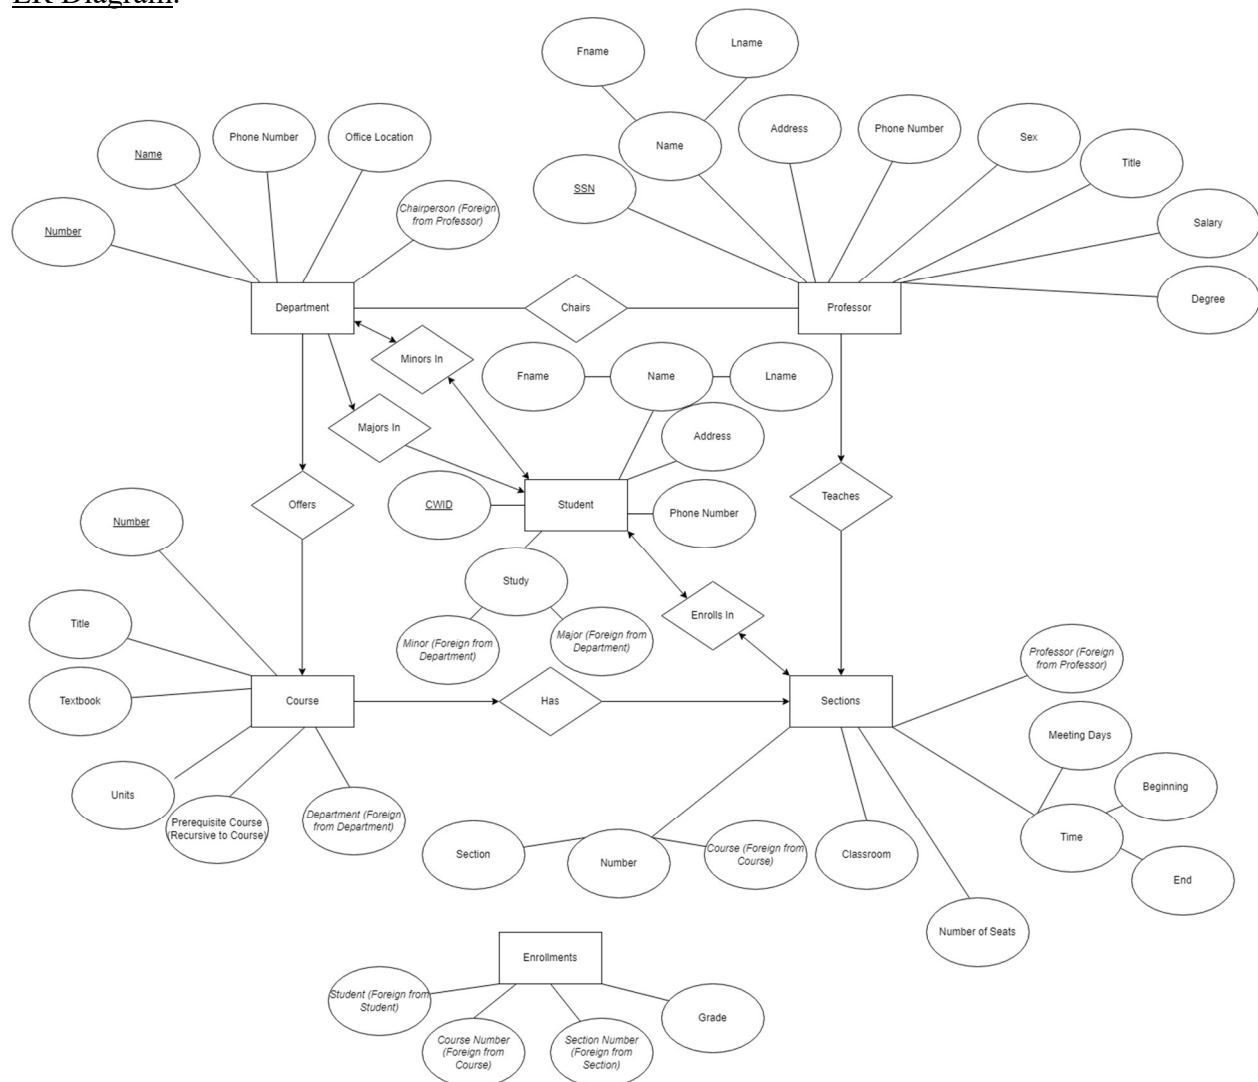 ER Diagram:
Fname
Lname
Name
Phone Number
Office Location
Name
Address
Phone Number
Sex
Title
SSN
Chairperson (Foreign
from Professor)
Number
Salary
Degree
Department
Chairs
Professor
Minors In
Fname
Name
Lname
Majors In
Address
Offers
CWID
Student
Phone Number
Teaches
Number
Study
Title
Minor (Foreign from
Department)
Major (Foreign from
Department)
Enrolls In
Professor (Foreign
from Professor)
Textbook
Course
Has
Sections
Meeting Days
Units
Prerequisite Course
(Recursive to Course)
Department (Foreign
from Department)
Beginning
Time
Section
Number
Course (Foreign from
Course)
Classroom
End
Number of Seats
Enrollments
Student (Foreign from
Student)
Course Number
(Foreign from
Course)
Section Number
(Foreign from
Section)
Grade